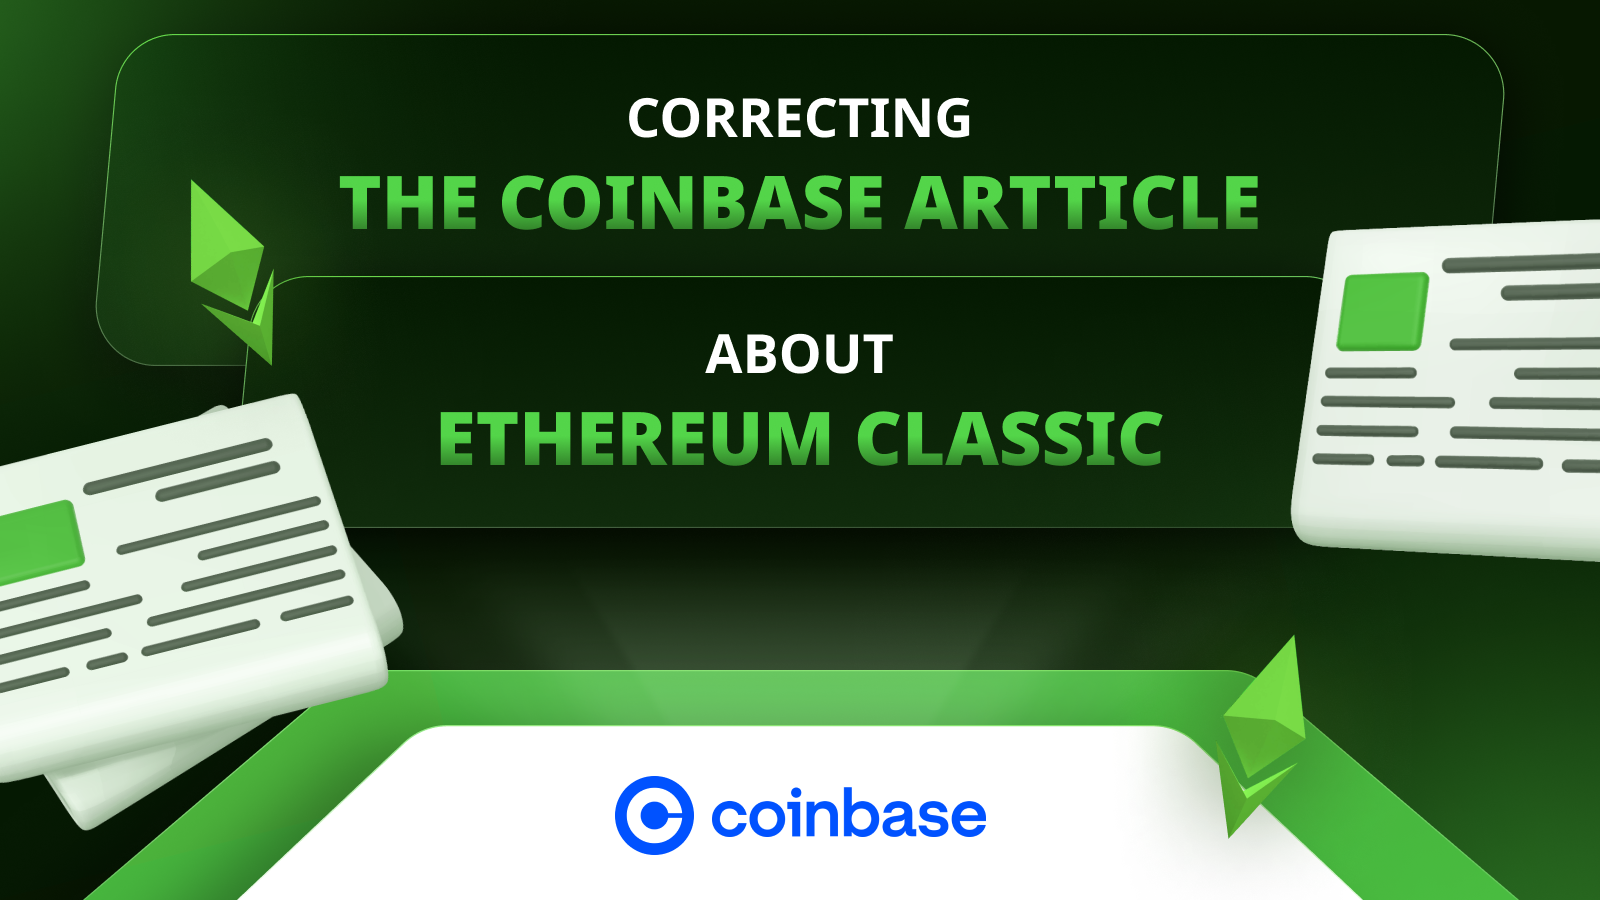 CORRECTING
THE COINBASE ARTTICLE
ABOUT
ETHEREUM CLASSIC
coinbase